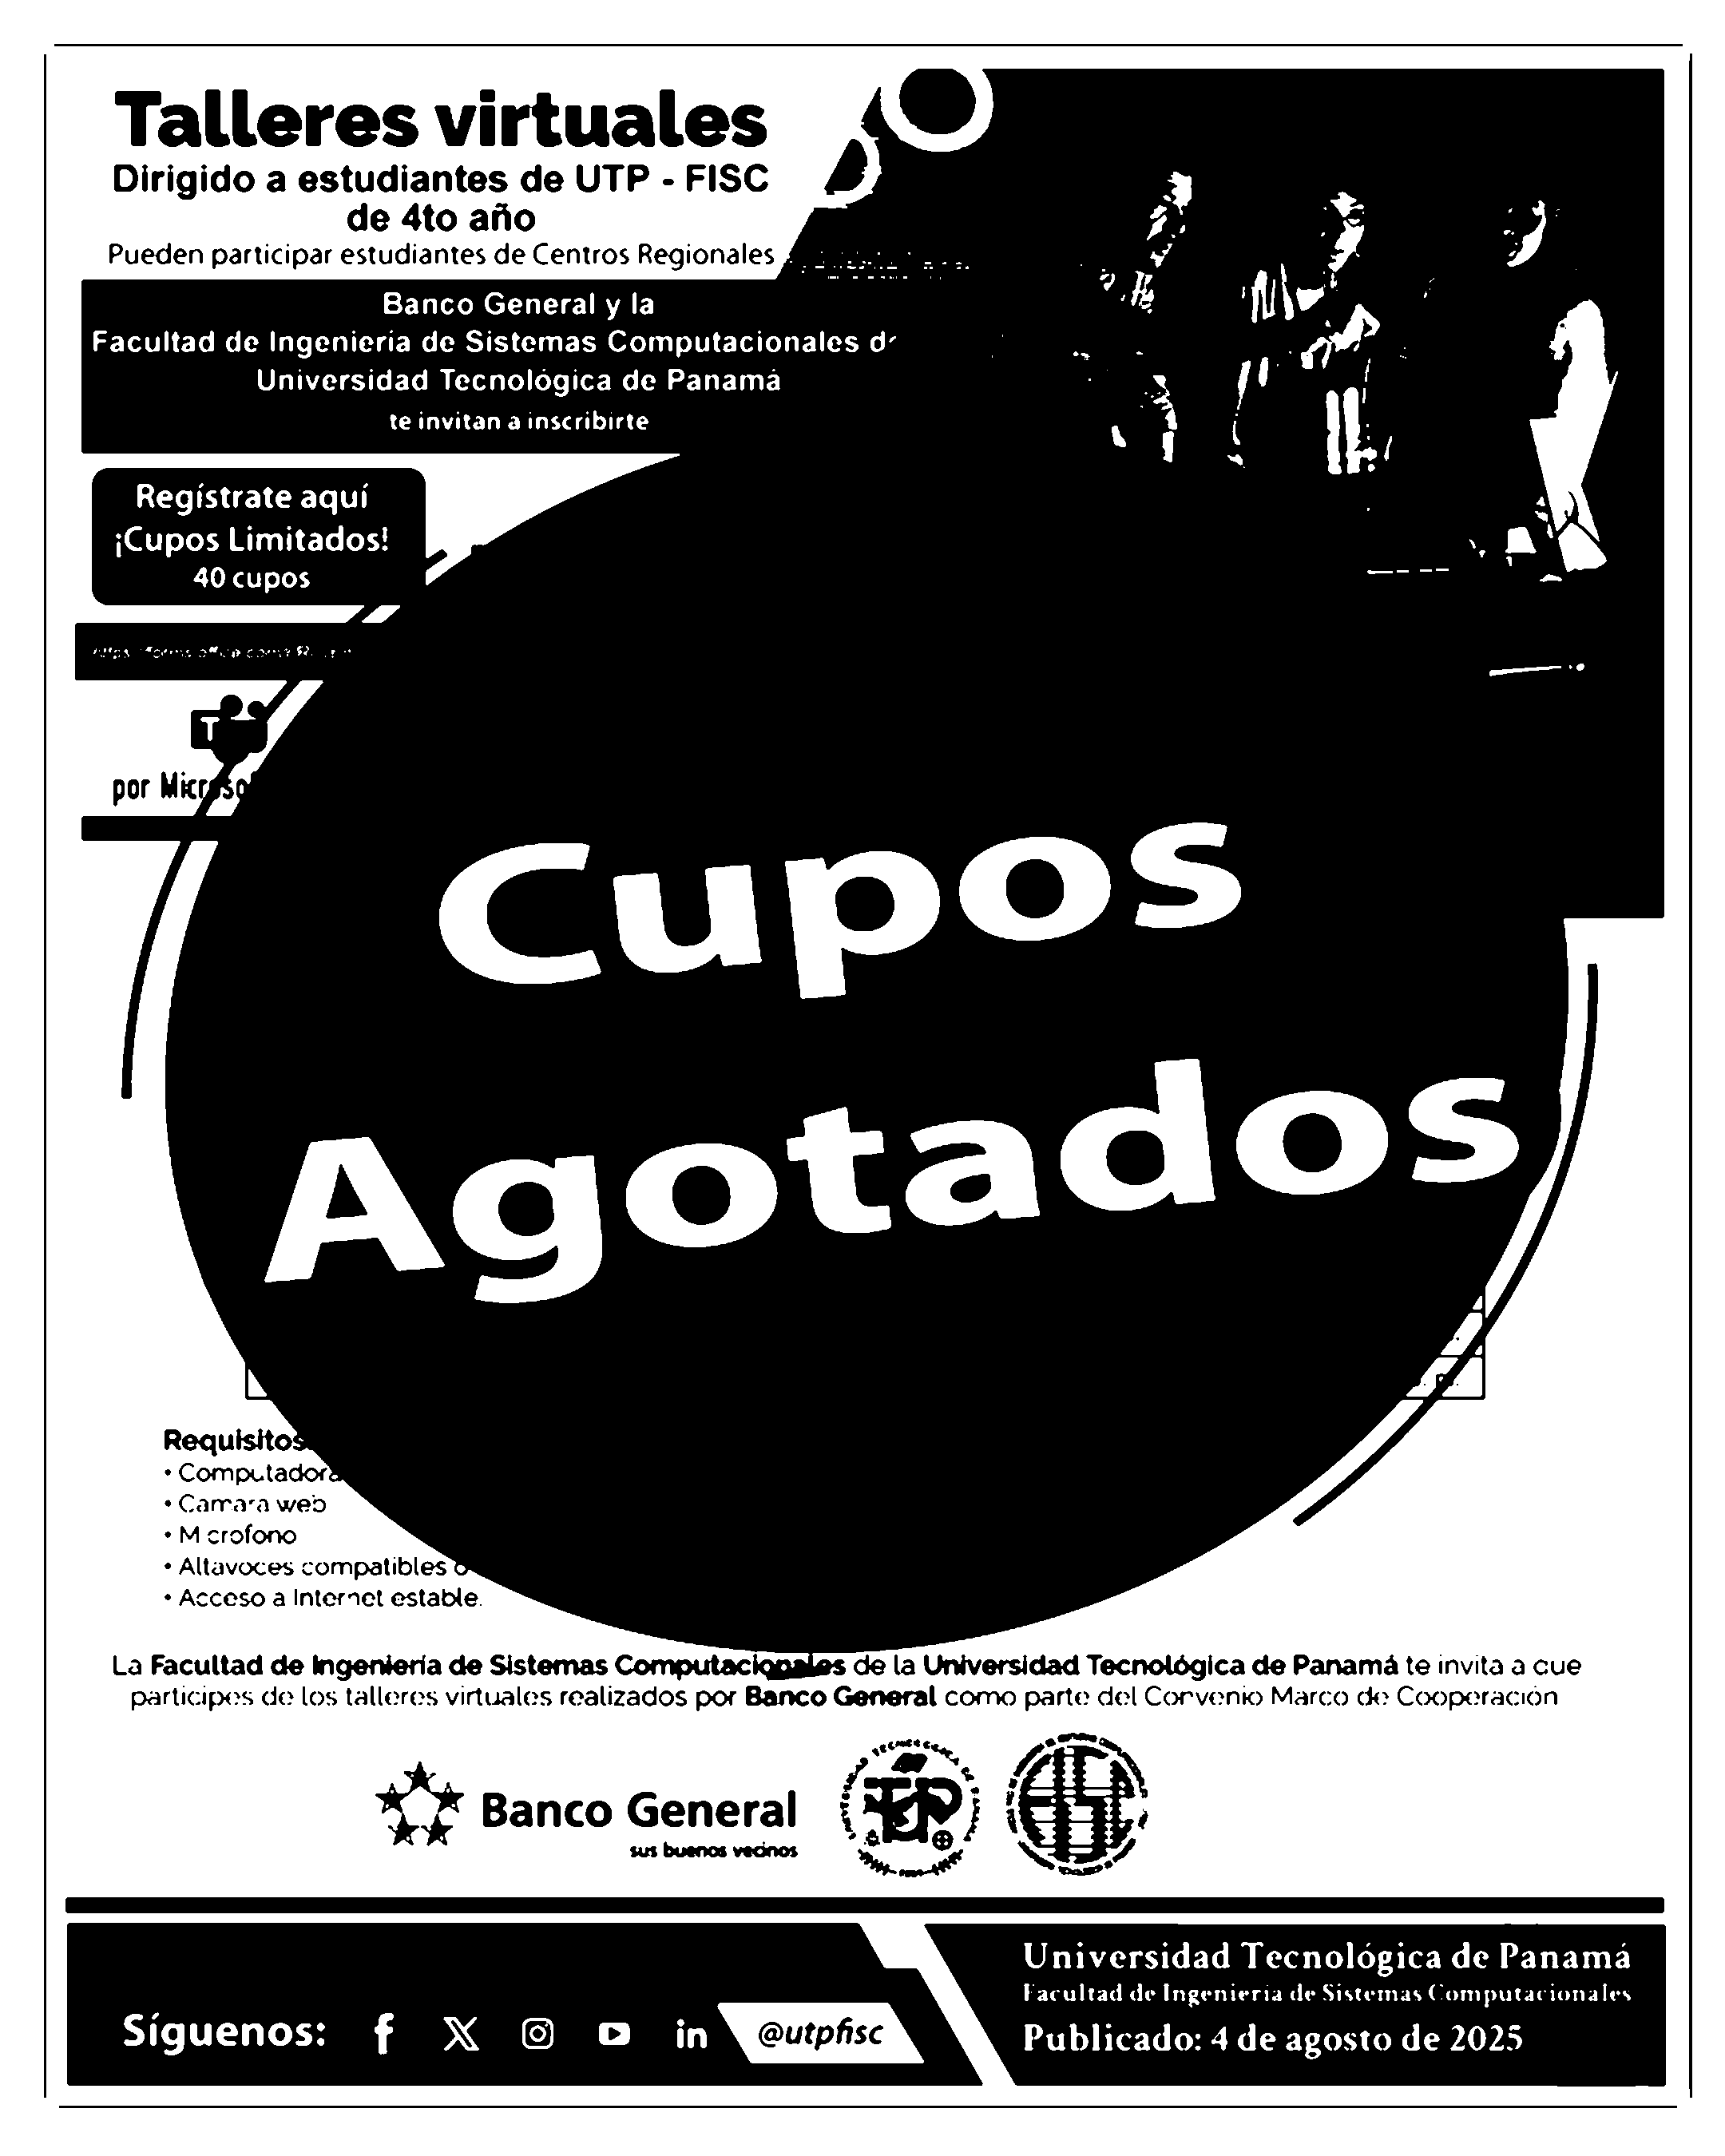 Talleres virtuales
Dirigido a estudiantes de UTP - FISC
de 4to año
Pueden participar estudiantes de Centros Regionales
Banco General y la
Facultad de Ingeniería de Sistemas Computacionales
Universidad Tecnológica de Panamá
te invitan a inscribirte
Regístrate aquí
¡Cupos Limitados!
40 cupos
por
Cupos
Agotados
Requisitos
• Computadora
• Camara web
• M crofono
• Altavoces compatibles
• Acceso a Internet estable.
La Facultad de Ingeniería de Sistemas Computacionales de la Universidad Tecnológica de Panamá te invita a que
participes de los talleres virtuales realizados por Banco General como parte del Convenio Marco de Cooperación
Banco General
sus buenos vecinos
Síguenos:
@utpfisc
Universidad Tecnológica de Panamá
Facultad de Ingeniería de Sistemas Computacionales
Publicado: 4 de agosto de 2025